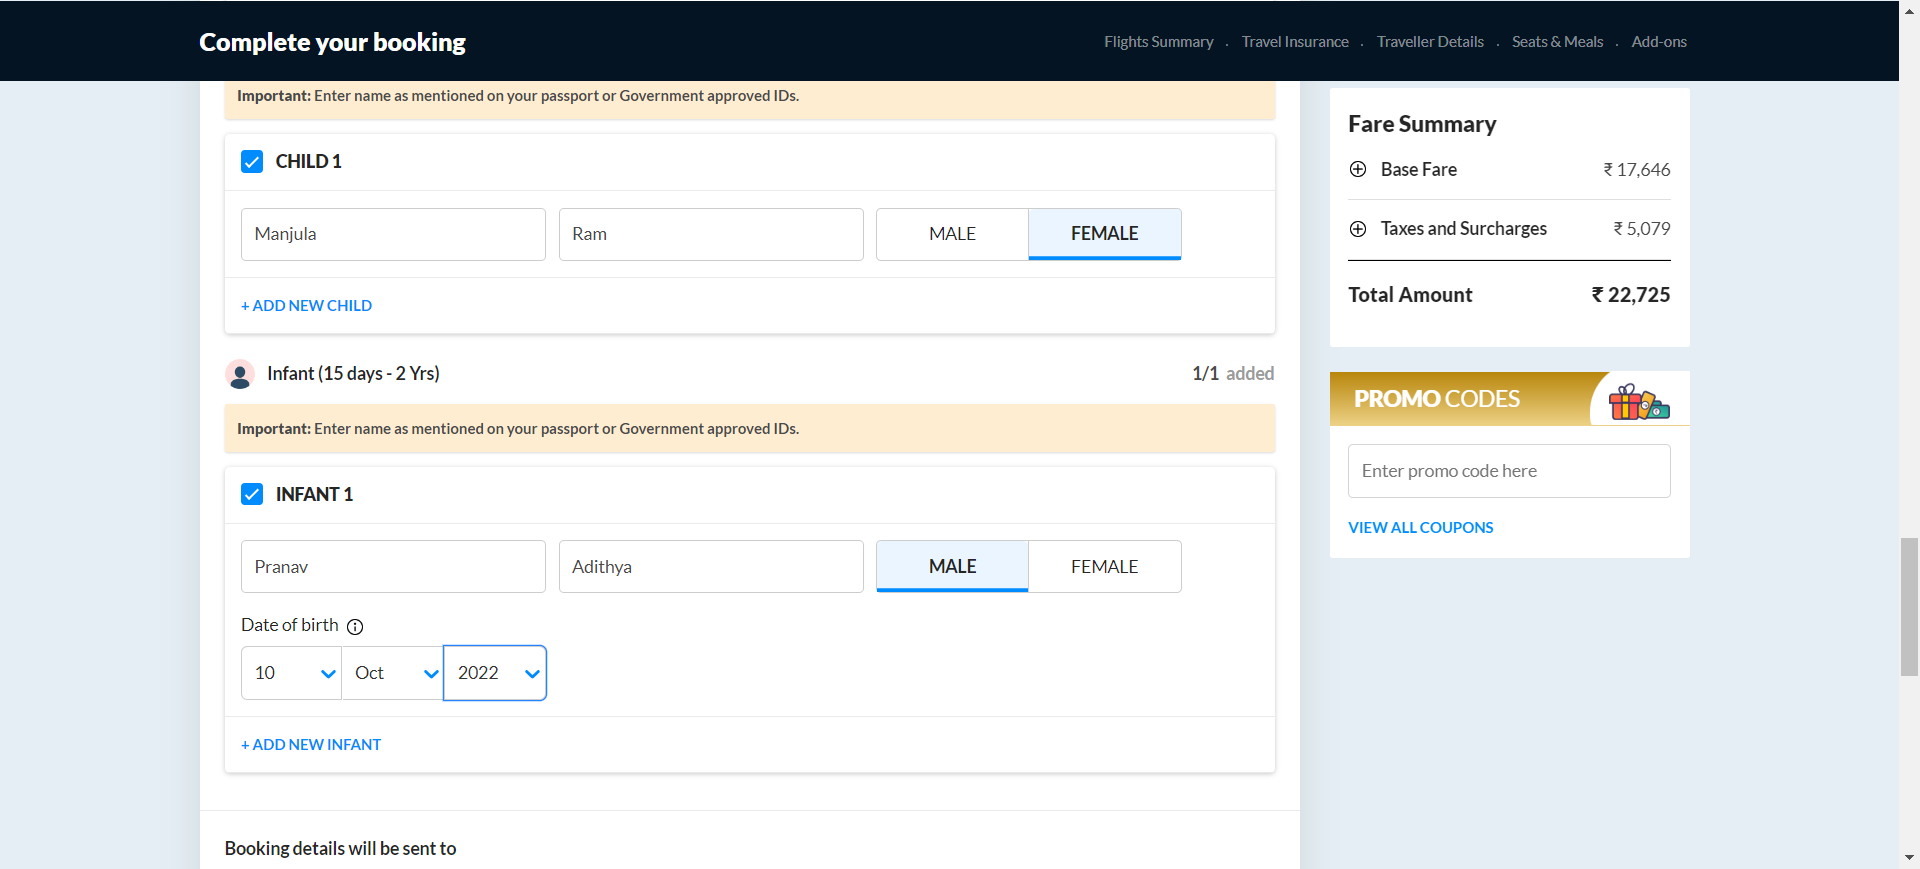 Complete your booking
Flights Summary . Travel Insurance . Traveller Details . Seats & Meals . Add-ons
Important: Enter name as mentioned on your passport or Government approved IDs.
CHILD 1
Manjula Ram MALE FEMALE
+ ADD NEW CHILD
Infant (15 days - 2 Yrs) 1/1 added
Important: Enter name as mentioned on your passport or Government approved IDs.
INFANT 1
Pranav Adithya MALE FEMALE
Date of birth
10 Oct 2022
+ ADD NEW INFANT
Booking details will be sent to
Fare Summary
Base Fare ₹ 17,646
Taxes and Surcharges ₹ 5,079
Total Amount ₹ 22,725
PROMO CODES
Enter promo code here
VIEW ALL COUPONS